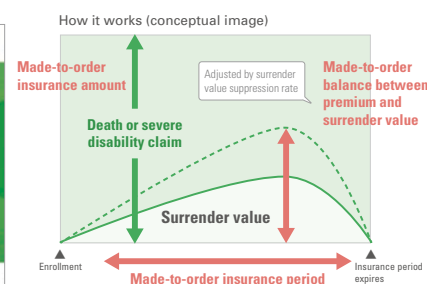 How it works (conceptual image)
Made-to-order
insurance amount
Adjusted by surrender
value suppression rate
Made-to-order
balance between
premium and
surrender value
Death or severe
disability claim
Surrender value
Enrollment
Insurance period
expires
Made-to-order insurance period